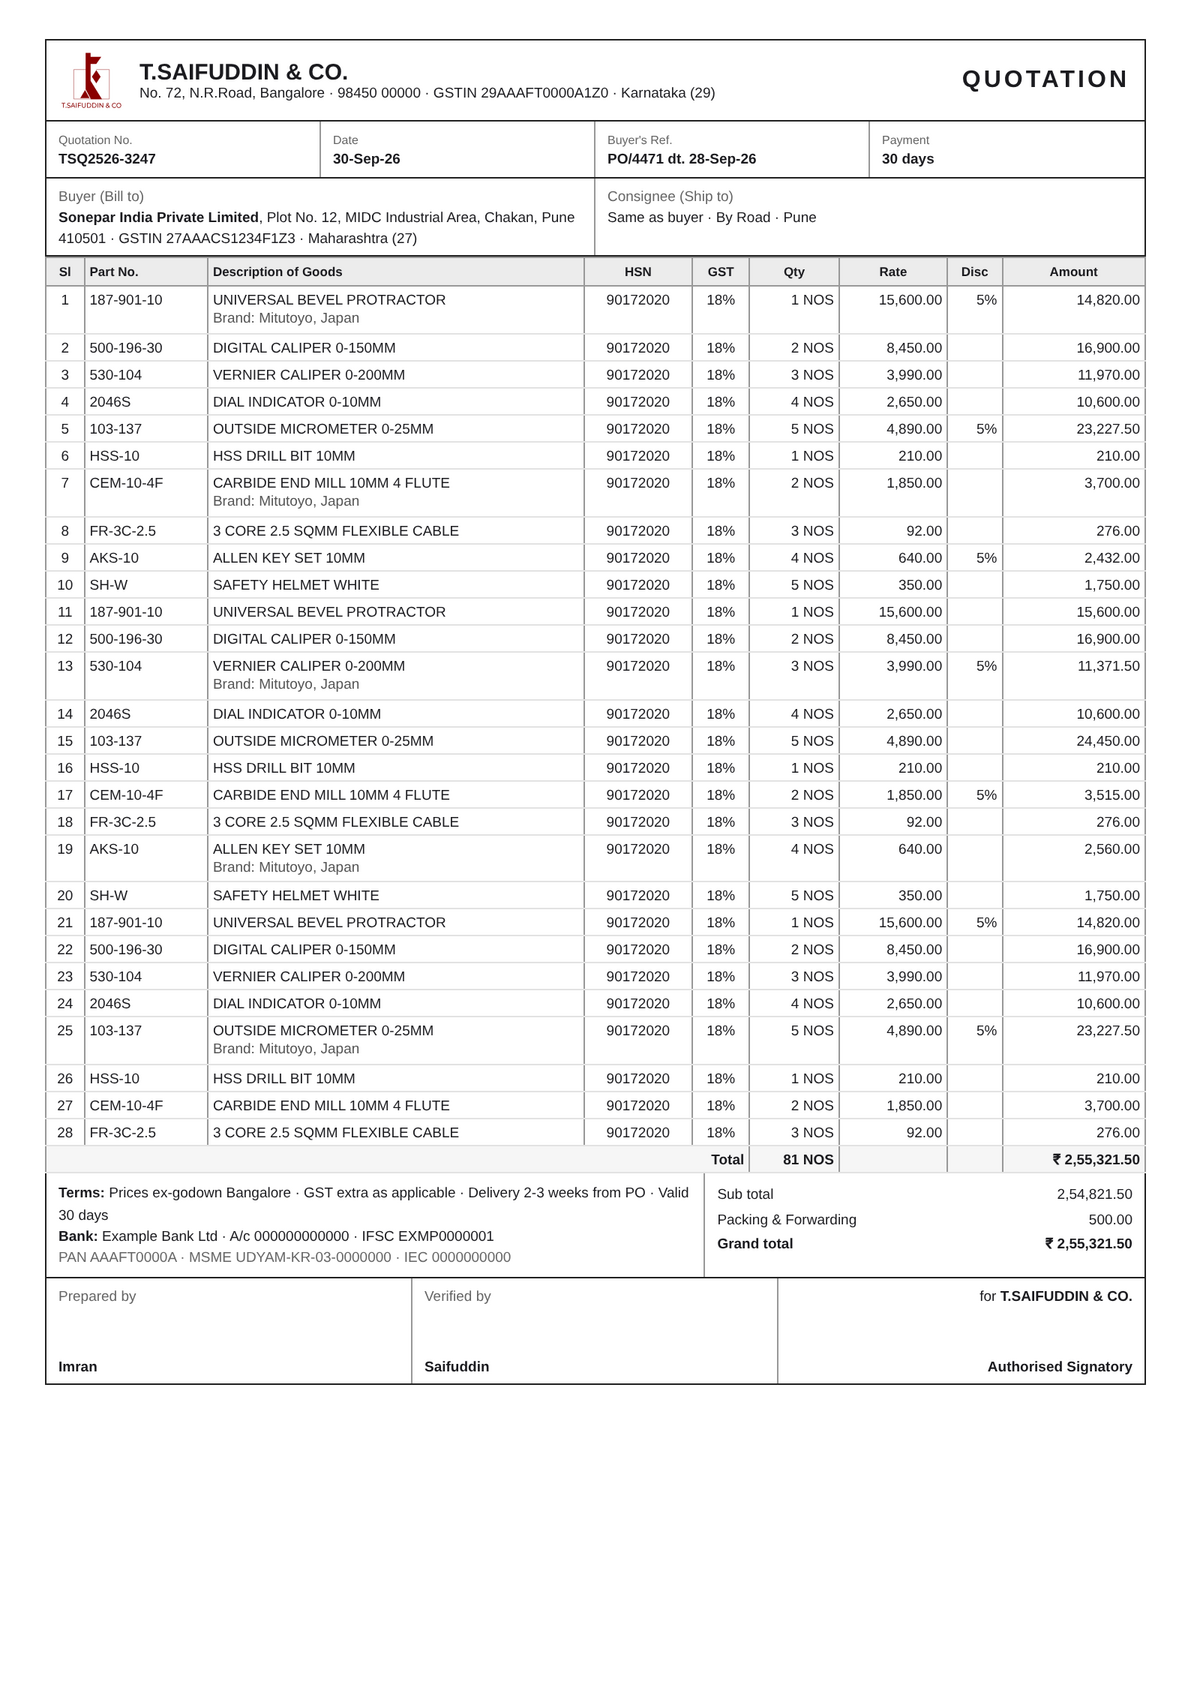 T.SAIFUDDIN & CO
T.SAIFUDDIN & CO.
No. 72, N.R.Road, Bangalore · 98450 00000 · GSTIN 29AAAFT0000A1Z0 · Karnataka (29)
QUOTATION
Quotation No. Date Buyer's Ref. Payment
TSQ2526-3247 30-Sep-26 PO/4471 dt. 28-Sep-26 30 days
Buyer (Bill to)
Sonepar India Private Limited, Plot No. 12, MIDC Industrial Area, Chakan, Pune
410501 · GSTIN 27AAACS1234F1Z3 · Maharashtra (27)
Consignee (Ship to)
Same as buyer · By Road · Pune
Sl Part No. Description of Goods HSN GST Qty Rate Disc Amount
1 187-901-10 UNIVERSAL BEVEL PROTRACTOR 90172020 18% 1 NOS 15,600.00 5% 14,820.00
Brand: Mitutoyo, Japan
2 500-196-30 DIGITAL CALIPER 0-150MM 90172020 18% 2 NOS 8,450.00 16,900.00
3 530-104 VERNIER CALIPER 0-200MM 90172020 18% 3 NOS 3,990.00 11,970.00
4 2046S DIAL INDICATOR 0-10MM 90172020 18% 4 NOS 2,650.00 10,600.00
5 103-137 OUTSIDE MICROMETER 0-25MM 90172020 18% 5 NOS 4,890.00 5% 23,227.50
6 HSS-10 HSS DRILL BIT 10MM 90172020 18% 1 NOS 210.00 210.00
7 CEM-10-4F CARBIDE END MILL 10MM 4 FLUTE 90172020 18% 2 NOS 1,850.00 3,700.00
Brand: Mitutoyo, Japan
8 FR-3C-2.5 3 CORE 2.5 SQMM FLEXIBLE CABLE 90172020 18% 3 NOS 92.00 276.00
9 AKS-10 ALLEN KEY SET 10MM 90172020 18% 4 NOS 640.00 5% 2,432.00
10 SH-W SAFETY HELMET WHITE 90172020 18% 5 NOS 350.00 1,750.00
11 187-901-10 UNIVERSAL BEVEL PROTRACTOR 90172020 18% 1 NOS 15,600.00 15,600.00
12 500-196-30 DIGITAL CALIPER 0-150MM 90172020 18% 2 NOS 8,450.00 16,900.00
13 530-104 VERNIER CALIPER 0-200MM 90172020 18% 3 NOS 3,990.00 5% 11,371.50
Brand: Mitutoyo, Japan
14 2046S DIAL INDICATOR 0-10MM 90172020 18% 4 NOS 2,650.00 10,600.00
15 103-137 OUTSIDE MICROMETER 0-25MM 90172020 18% 5 NOS 4,890.00 24,450.00
16 HSS-10 HSS DRILL BIT 10MM 90172020 18% 1 NOS 210.00 210.00
17 CEM-10-4F CARBIDE END MILL 10MM 4 FLUTE 90172020 18% 2 NOS 1,850.00 5% 3,515.00
18 FR-3C-2.5 3 CORE 2.5 SQMM FLEXIBLE CABLE 90172020 18% 3 NOS 92.00 276.00
19 AKS-10 ALLEN KEY SET 10MM 90172020 18% 4 NOS 640.00 2,560.00
Brand: Mitutoyo, Japan
20 SH-W SAFETY HELMET WHITE 90172020 18% 5 NOS 350.00 1,750.00
21 187-901-10 UNIVERSAL BEVEL PROTRACTOR 90172020 18% 1 NOS 15,600.00 5% 14,820.00
22 500-196-30 DIGITAL CALIPER 0-150MM 90172020 18% 2 NOS 8,450.00 16,900.00
23 530-104 VERNIER CALIPER 0-200MM 90172020 18% 3 NOS 3,990.00 11,970.00
24 2046S DIAL INDICATOR 0-10MM 90172020 18% 4 NOS 2,650.00 10,600.00
25 103-137 OUTSIDE MICROMETER 0-25MM 90172020 18% 5 NOS 4,890.00 5% 23,227.50
Brand: Mitutoyo, Japan
26 HSS-10 HSS DRILL BIT 10MM 90172020 18% 1 NOS 210.00 210.00
27 CEM-10-4F CARBIDE END MILL 10MM 4 FLUTE 90172020 18% 2 NOS 1,850.00 3,700.00
28 FR-3C-2.5 3 CORE 2.5 SQMM FLEXIBLE CABLE 90172020 18% 3 NOS 92.00 276.00
Total 81 NOS ₹ 2,55,321.50
Terms: Prices ex-godown Bangalore · GST extra as applicable · Delivery 2-3 weeks from PO · Valid
30 days
Bank: Example Bank Ltd · A/c 000000000000 · IFSC EXMP0000001
PAN AAAFT0000A · MSME UDYAM-KR-03-0000000 · IEC 0000000000
Sub total 2,54,821.50
Packing & Forwarding 500.00
Grand total ₹ 2,55,321.50
Prepared by Verified by for T.SAIFUDDIN & CO.
Imran Saifuddin Authorised Signatory